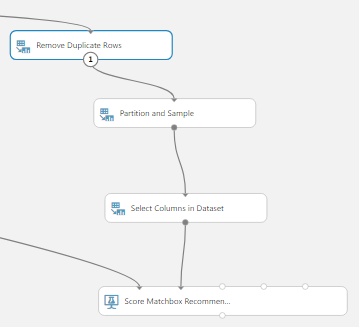 Remove Duplicate Rows
1
Partition and Sample
Select Columns in Dataset
Score Matchbox Recommen...